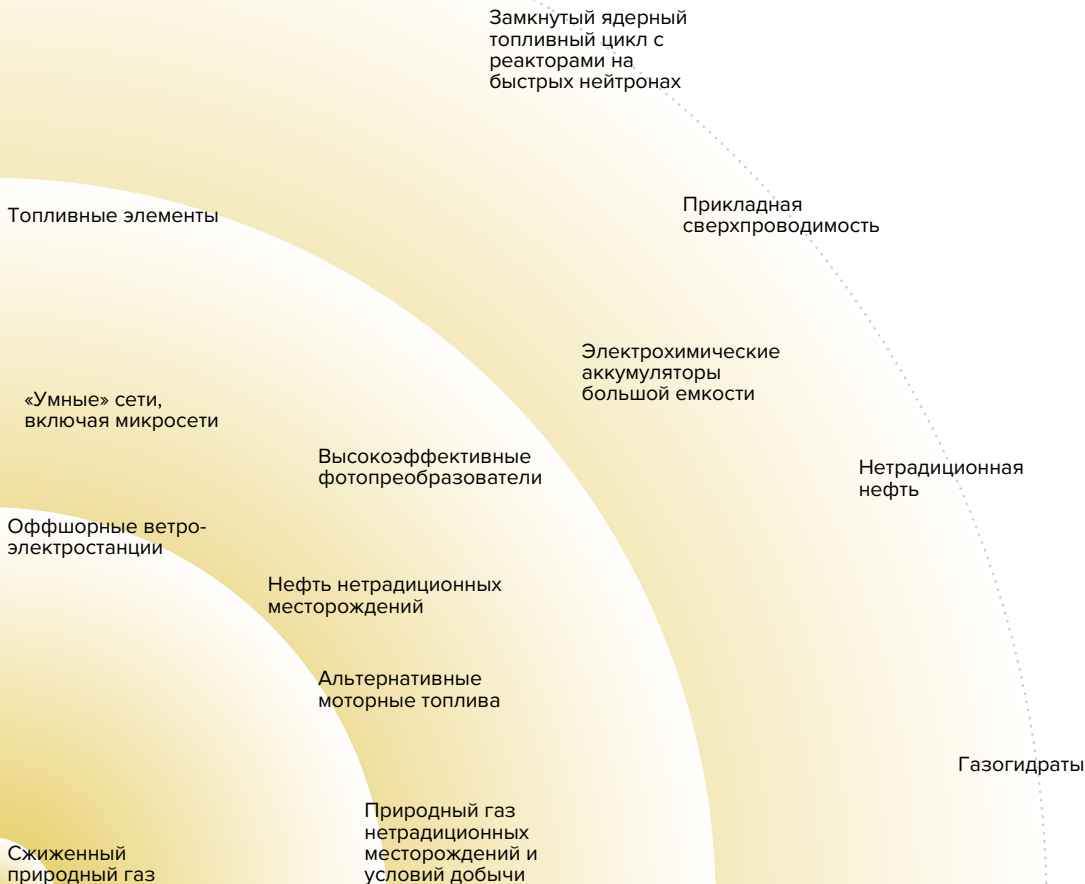 Замкнутый ядерный
топливный цикл с
реакторами на
быстрых нейтронах
Прикладная
сверхпроводимость
Топливные элементы
Электрохимические
аккумуляторы
большой емкости
«Умные» сети,
включая микросети
Высокоэффективные
фотопреобразователи
Нетрадиционная
нефть
Оффшорные ветро-
электростанции
Нефть нетрадиционных
месторождений
Альтернативные
моторные топлива
Газогидраты
Природный газ
нетрадиционных
месторождений и
условий добычи
Сжиженный
природный газ